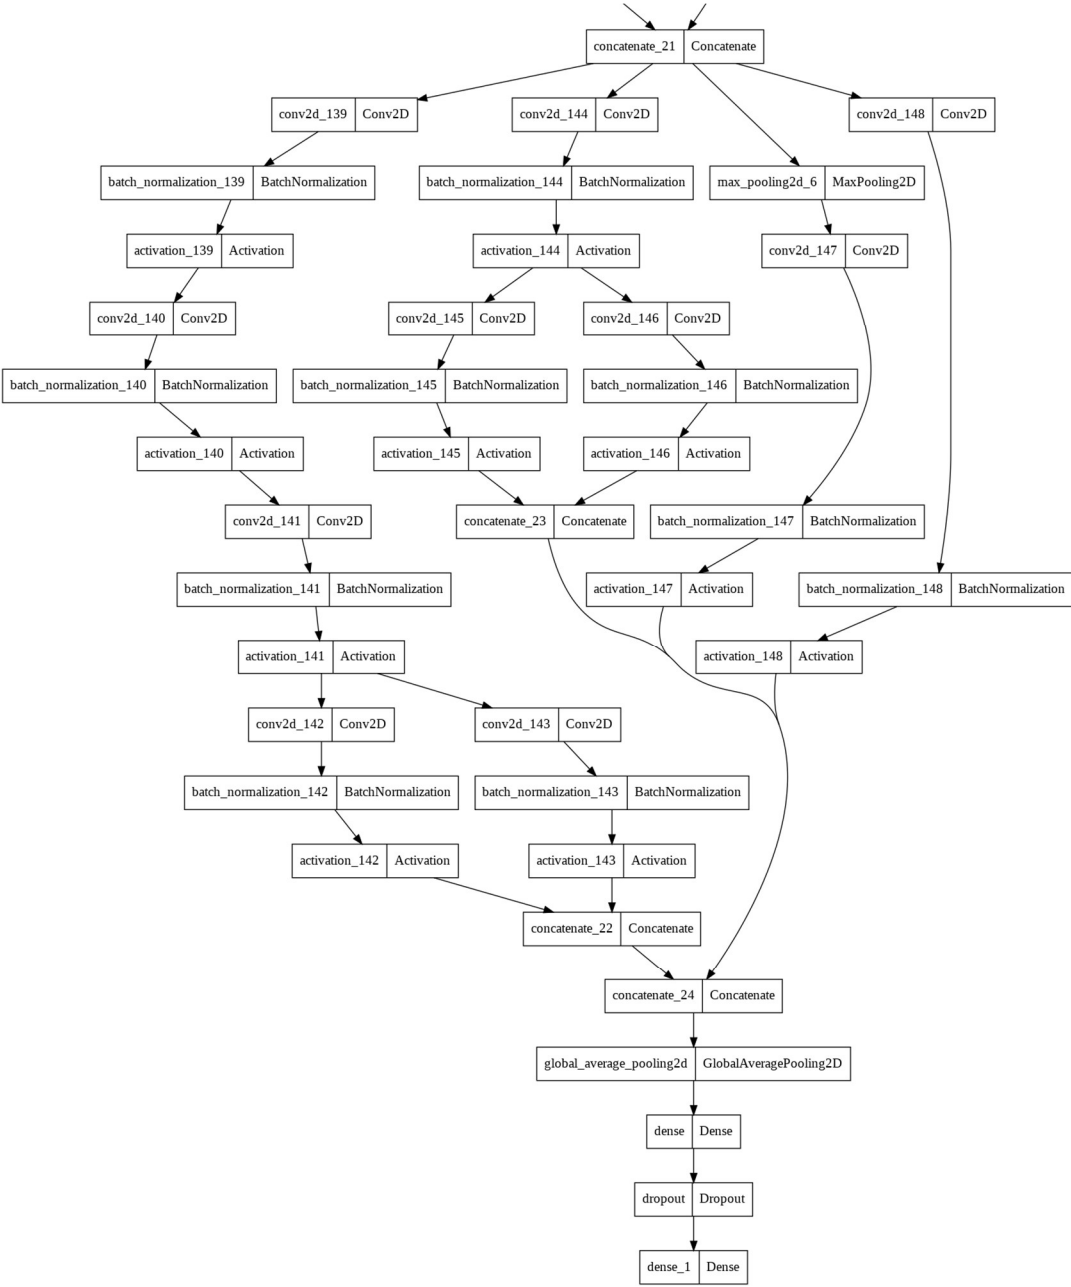 concatenate_21 Concatenate
conv2d_139 Conv2D conv2d_144 Conv2D conv2d_148 Conv2D
batch_normalization_139 BatchNormalization batch_normalization_144 BatchNormalization max_pooling2d_6 MaxPooling2D
activation_139 Activation activation_144 Activation conv2d_147 Conv2D
conv2d_140 Conv2D conv2d_145 Conv2D conv2d_146 Conv2D
batch_normalization_140 BatchNormalization batch_normalization_145 BatchNormalization batch_normalization_146 BatchNormalization
activation_140 Activation activation_145 Activation activation_146 Activation
conv2d_141 Conv2D concatenate_23 Concatenate batch_normalization_147 BatchNormalization
batch_normalization_141 BatchNormalization activation_147 Activation batch_normalization_148 BatchNormalization
activation_141 Activation activation_148 Activation
conv2d_142 Conv2D conv2d_143 Conv2D
batch_normalization_142 BatchNormalization batch_normalization_143 BatchNormalization
activation_142 Activation activation_143 Activation
concatenate_22 Concatenate
concatenate_24 Concatenate
global_average_pooling2d GlobalAveragePooling2D
dense Dense
dropout Dropout
dense_1 Dense